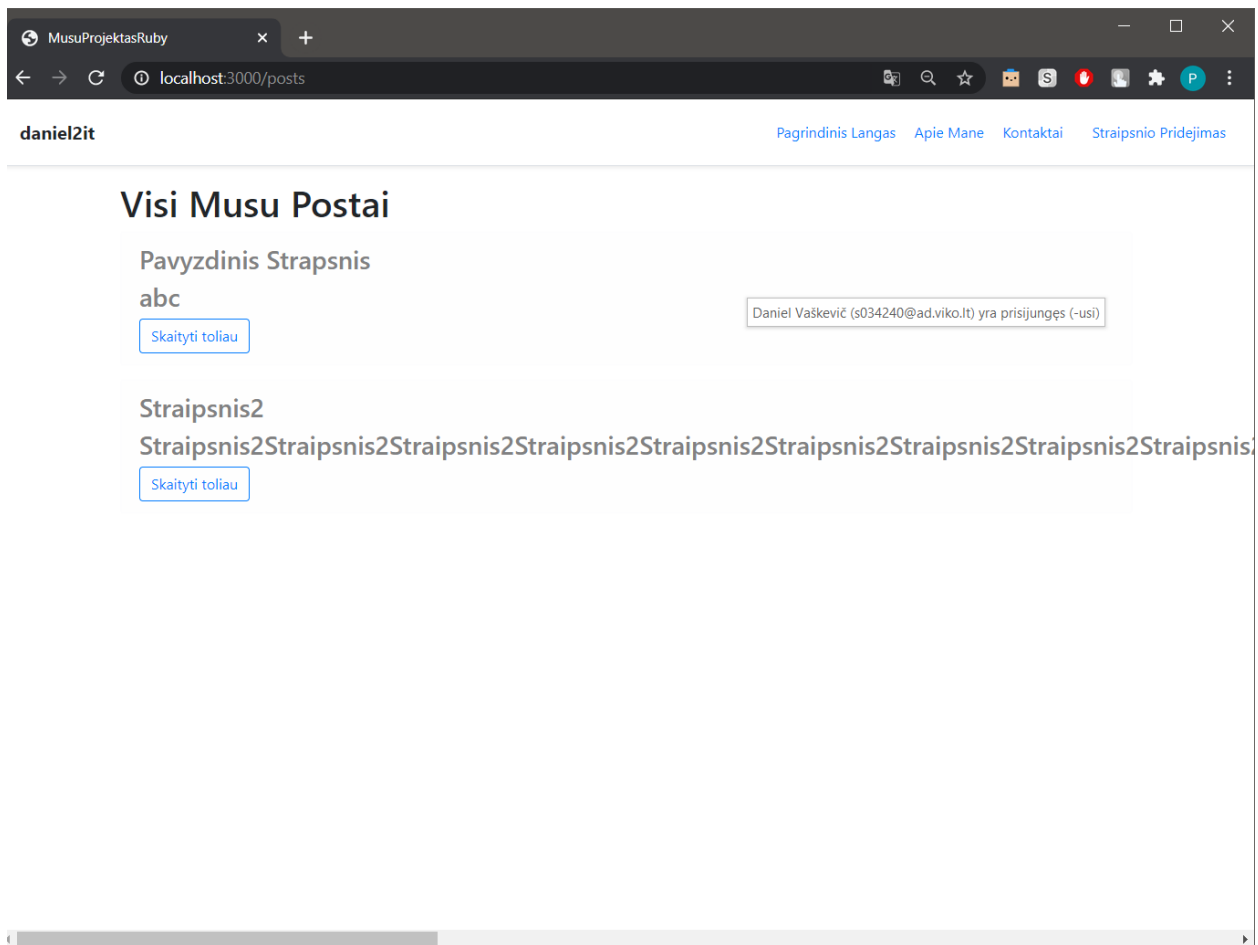 MusuProjektasRuby
localhost:3000/posts
S
P
daniel2it
Pagrindinis Langas Apie Mane Kontaktai Straipsnio Pridejimas
Visi Musu Postai
Pavyzdinis Strapsnis
abc
Daniel Vaškevič (s034240@ad.viko.lt) yra prisijungęs (-usi)
Skaityti toliau
Straipsnis2
Straipsnis2Straipsnis2Straipsnis2Straipsnis2Straipsnis2Straipsnis2Straipsnis2Straipsnis2Straipsnis2
Skaityti toliau